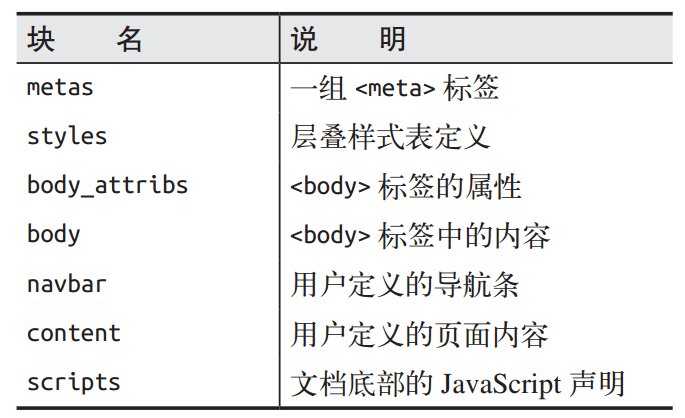 块 名 说 明
metas 一组 <meta> 标签
styles 层叠样式表定义
body_attribs <body> 标签的属性
body <body> 标签中的内容
navbar 用户定义的导航条
content 用户定义的页面内容
scripts 文档底部的 JavaScript 声明